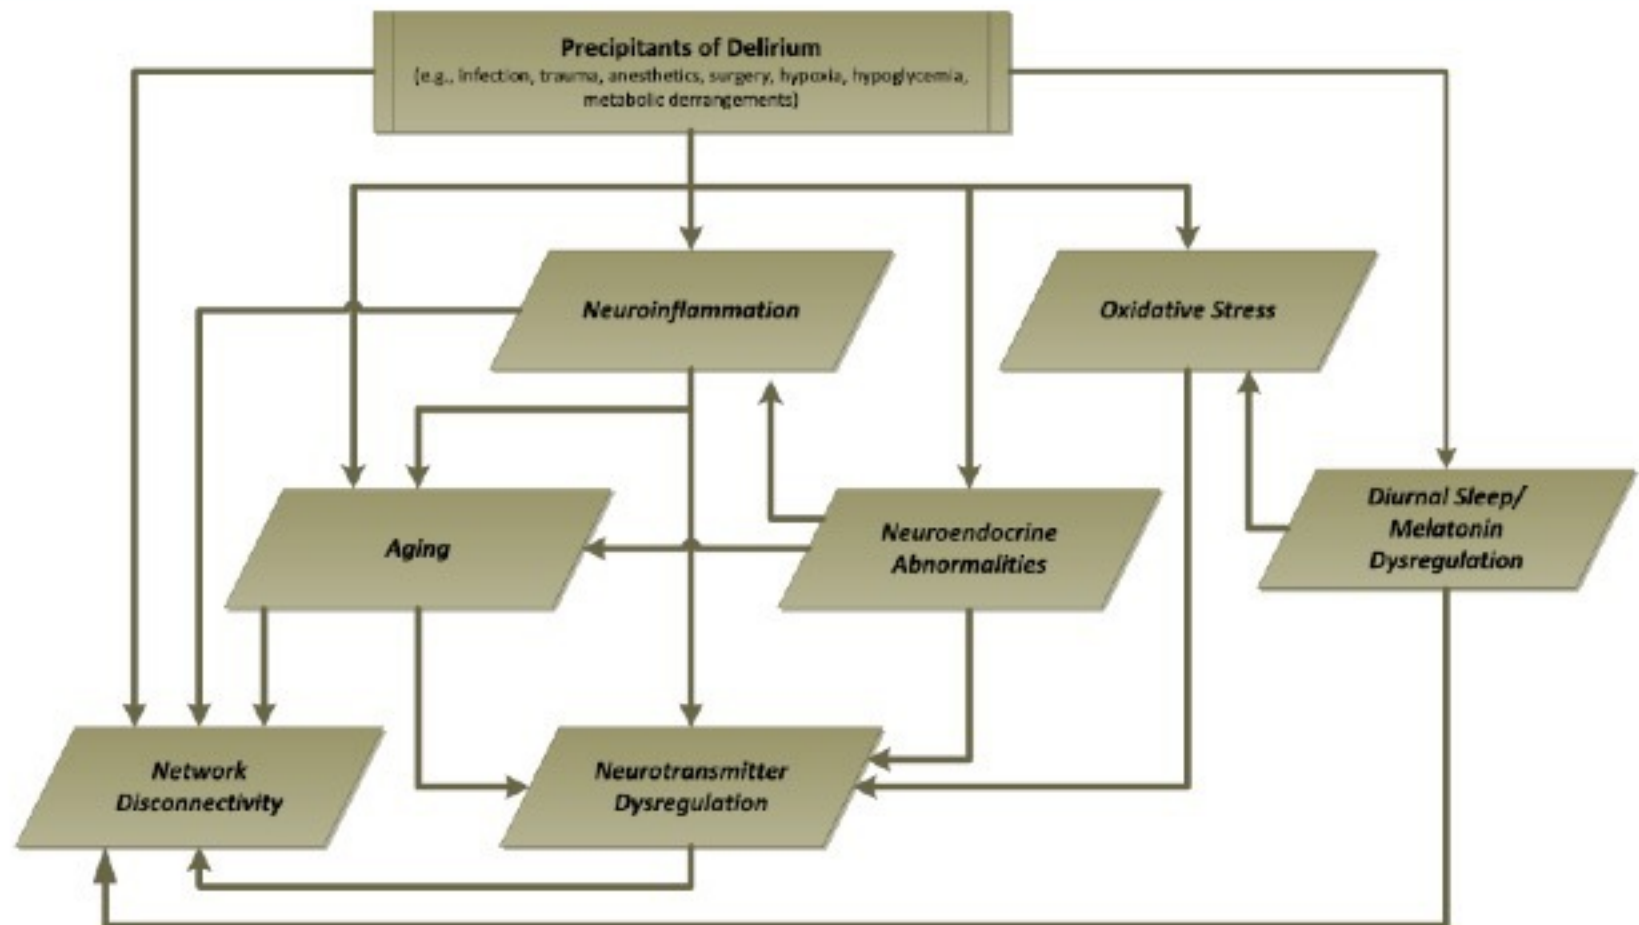 Precipitants of Delirium
(e.g., infection, trauma, anesthetics, surgery, hypoxia, hypoglycemia,
metabolic derrangements)
Neuroinflammation
Oxidative Stress
Aging
Neuroendocrine
Abnormalities
Diurnal Sleep/
Melatonin
Dysregulation
Network
Disconnectivity
Neurotransmitter
Dysregulation